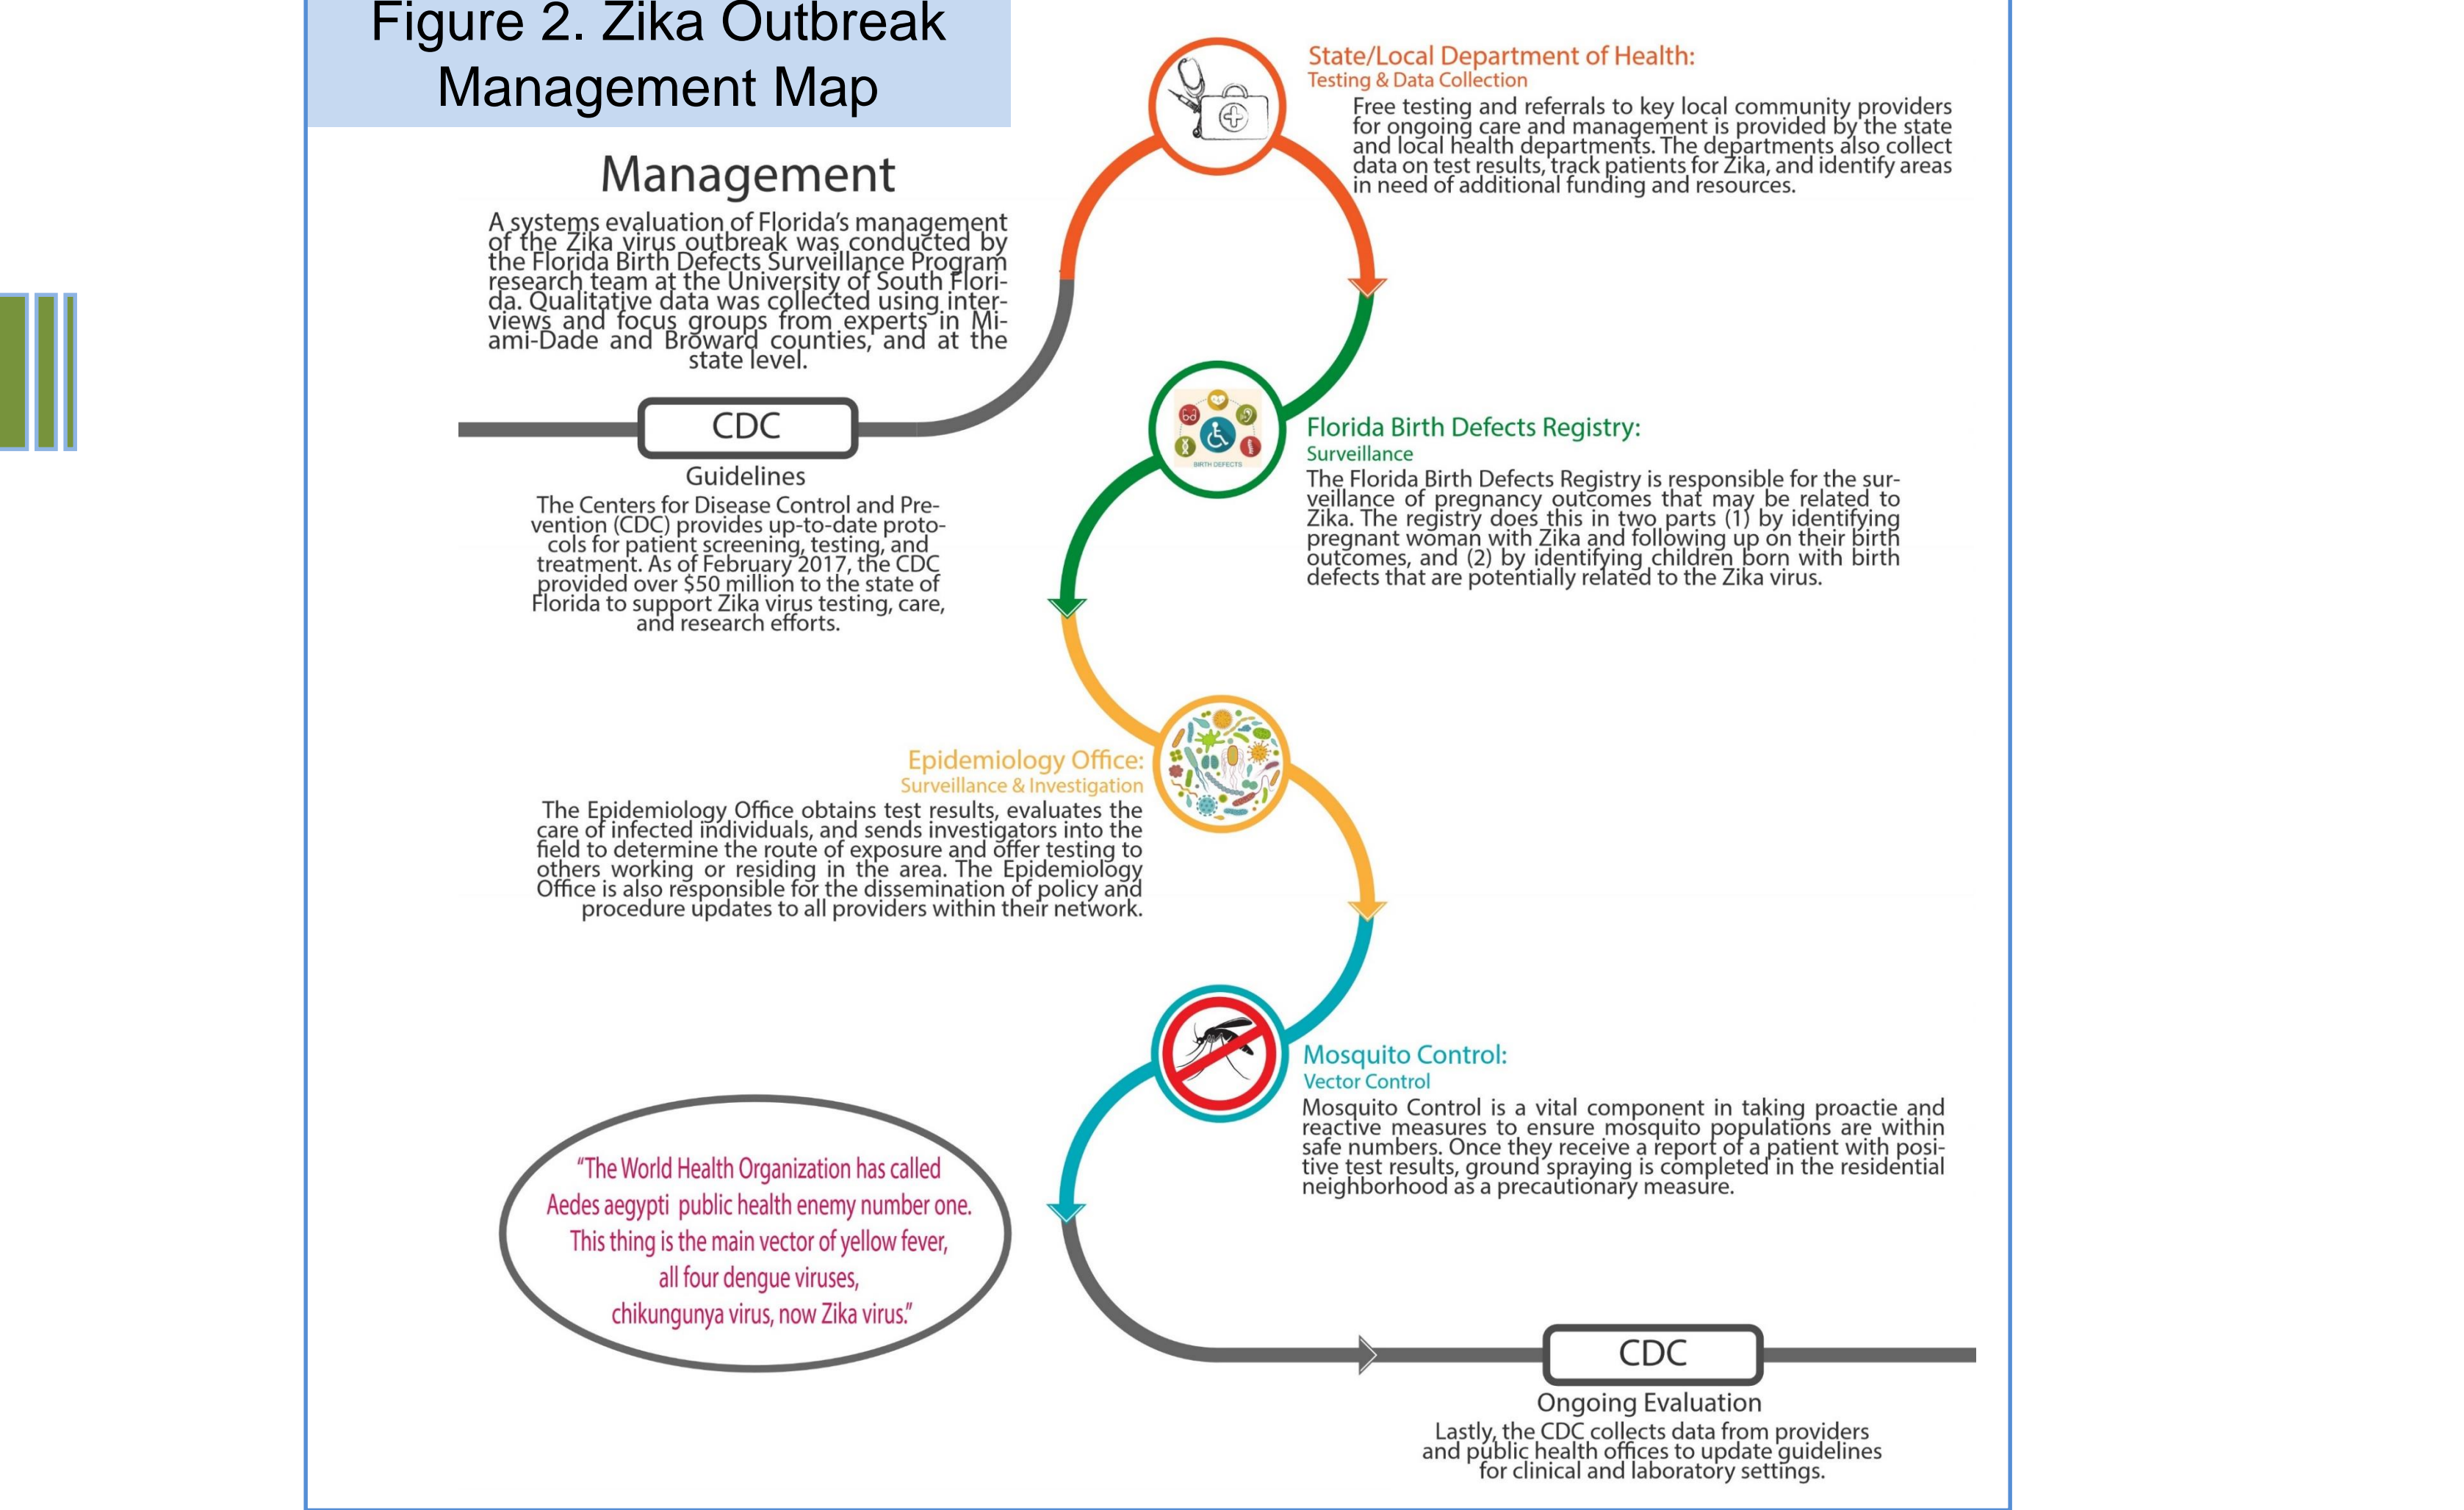 Figure 2. Zika Outbreak
Management Map
Management
A systems evaluation of Florida's management
of the Zika virus outbreak was conducted by
the Florida Birth Defects Surveillance Program
research team at the University of South Flori-
da. Qualitative data was collected using inter-
views and focus groups from experts in Mi-
ami-Dade and Broward counties, and at the
state level.
CDC
Guidelines
The Centers for Disease Control and Pre-
vention (CDC) provides up-to-date proto-
cols for patient screening, testing, and
treatment. As of February 2017, the CDC
provided over $50 million to the state of
Florida to support Zika virus testing, care,
and research efforts.
State/Local Department of Health:
Testing & Data Collection
Free testing and referrals to key local community providers
for ongoing care and management is provided by the state
and local health departments. The departments also collect
data on test results, track patients for Zika, and identify areas
in need of additional funding and resources.
BIRTH DEFECTS
Florida Birth Defects Registry:
Surveillance
The Florida Birth Defects Registry is responsible for the sur-
veillance of pregnancy outcomes that may be related to
Zika. The registry does this in two parts (1) by identifying
pregnant woman with Zika and following up on their birth
outcomes, and (2) by identifying children born with birth
defects that are potentially related to the Zika virus.
Epidemiology Office:
Surveillance & Investigation
The Epidemiology Office obtains test results, evaluates the
care of infected individuals, and sends investigators into the
field to determine the route of exposure and offer testing to
others working or residing in the area. The Epidemiology
Office is also responsible for the dissemination of policy and
procedure updates to all providers within their network.
Mosquito Control:
Vector Control
Mosquito Control is a vital component in taking proactie and
reactive measures to ensure mosquito populations are within
safe numbers. Once they receive a report of a patient with posi-
tive test results, ground spraying is completed in the residential
neighborhood as a precautionary measure.
"The World Health Organization has called
Aedes aegypti public health enemy number one.
This thing is the main vector of yellow fever,
all four dengue viruses,
chikungunya virus, now Zika virus."
CDC
Ongoing Evaluation
Lastly, the CDC collects data from providers
and public health offices to update guidelines
for clinical and laboratory settings.